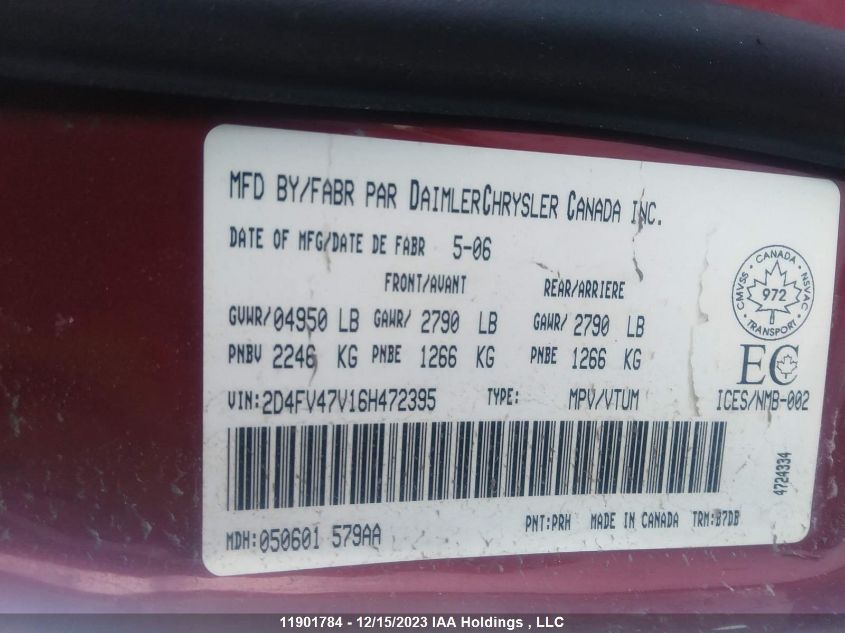 MFD BY/FABR PAR DAIMLERCHRYSLER CANADA INC.
DATE OF MFG/DATE DE FABR 5-06
FRONT/AVANT REAR/ARRIERE
GVWR/04950 LB GAWR/ 2790 LB GAWR/ 2790 LB
PNBV 2246 KG PNBE 1266 KG PNBE 1266 KG
VIN:2D4FV47V16H472395 TYPE: MPV/VTUM
CANADA
CMVSS NSVAC
972
TRANSPORT
EC
ICES/NMB-002
4724334
MDH:050601 579AA PNT:PRH MADE IN CANADA TRM:B7DB
11901784 - 12/15/2023 IAA Holdings , LLC